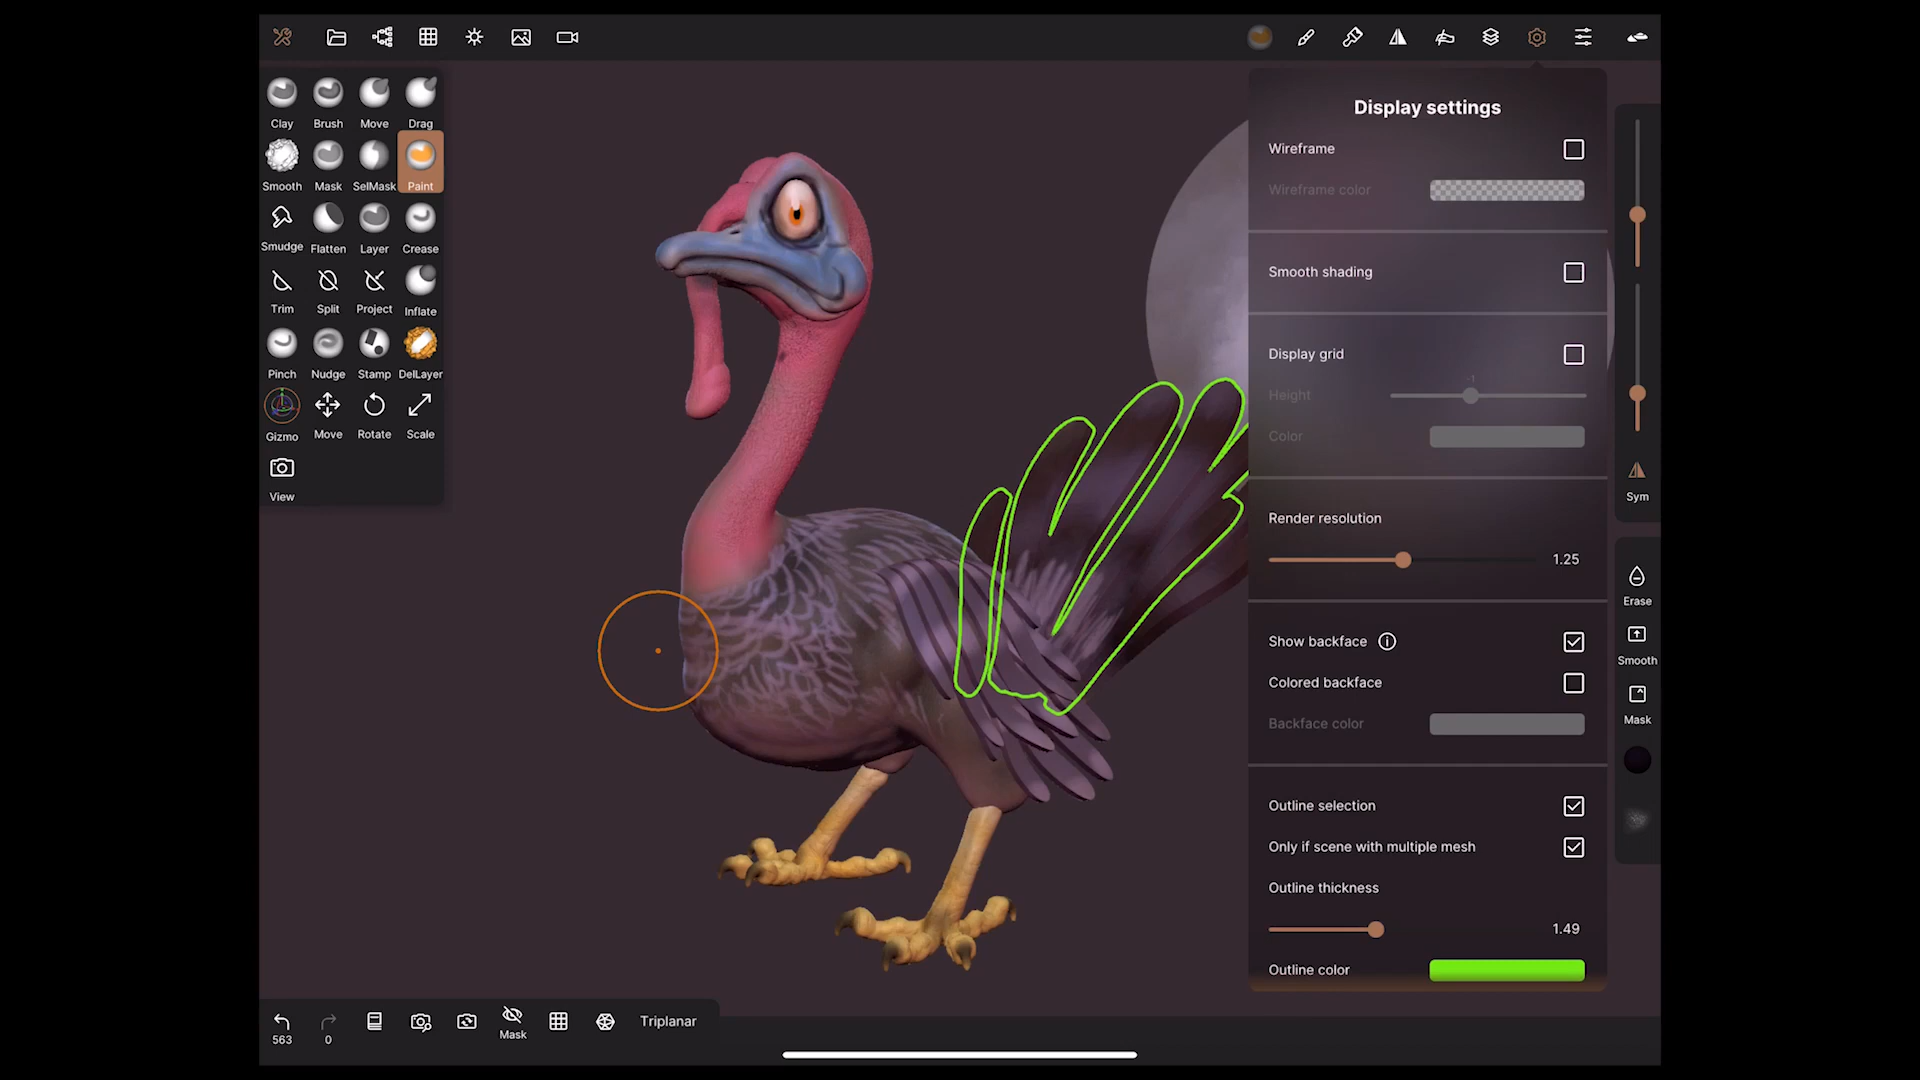 Display settings
Clay Brush Move Drag
Wireframe
Smooth Mask SelMask Paint
Wireframe color
Smudge Flatten Layer Crease
Smooth shading
Trim Split Project Inflate
Display grid
Pinch Nudge Stamp DelLayer
-1
Height
Gizmo Move Rotate Scale
Color
View
Sym
Render resolution
1.25
Erase
Show backface
Smooth
Colored backface
Mask
Backface color
Outline selection
Only if scene with multiple mesh
Outline thickness
1.49
Outline color
563 0 Mask Triplanar